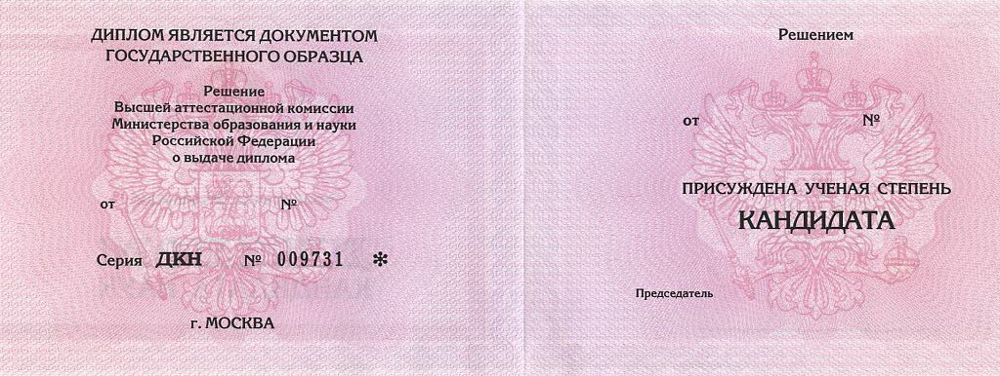 ДИПЛОМ ЯВЛЯЕТСЯ ДОКУМЕНТОМ
ГОСУДАРСТВЕННОГО ОБРАЗЦА
Решение
Высшей аттестационной комиссии
Министерства образования и науки
Российской Федерации
о выдаче диплома
от №
Серия ДКН № 009731 *
г. МОСКВА
Решением
от №
ПРИСУЖДЕНА УЧЕНАЯ СТЕПЕНЬ
КАНДИДАТА
Председатель